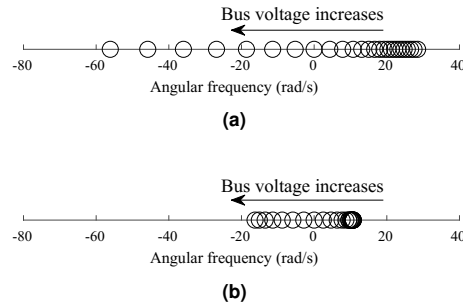 Bus voltage increases
-80 -60 -40 -20 0 20 40
Angular frequency (rad/s)
(a)
Bus voltage increases
-80 -60 -40 -20 0 20 40
Angular frequency (rad/s)
(b)